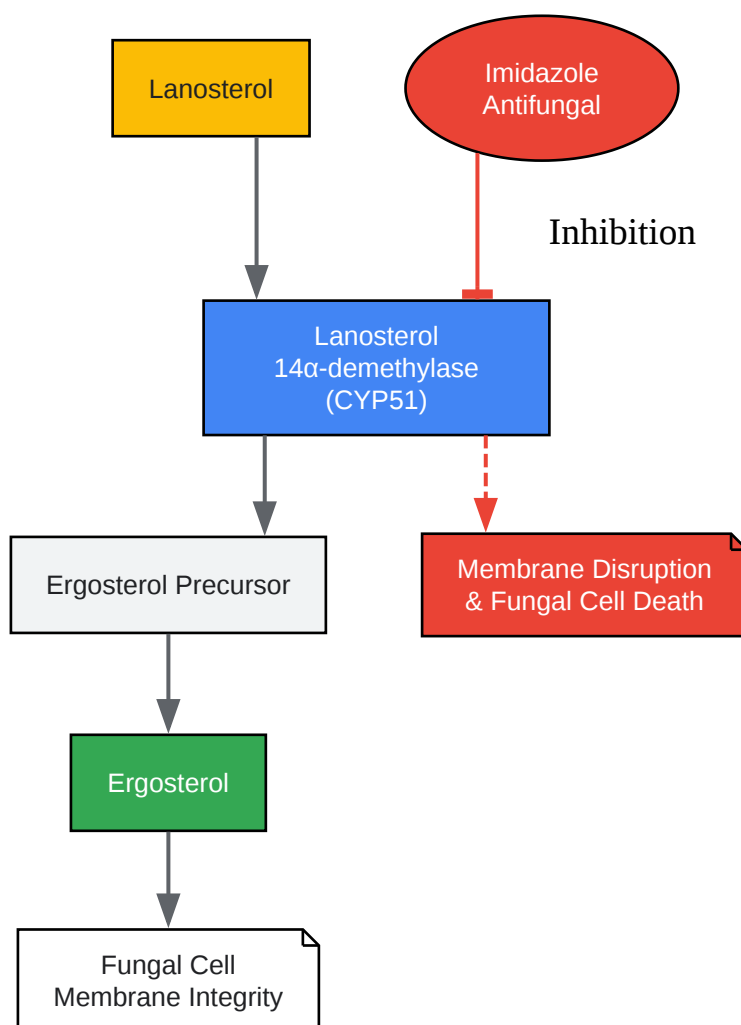 Lanosterol
Imidazole
Antifungal
Inhibition
Lanosterol
14α-demethylase
(CYP51)
Ergosterol Precursor
Membrane Disruption
& Fungal Cell Death
Ergosterol
Fungal Cell
Membrane Integrity